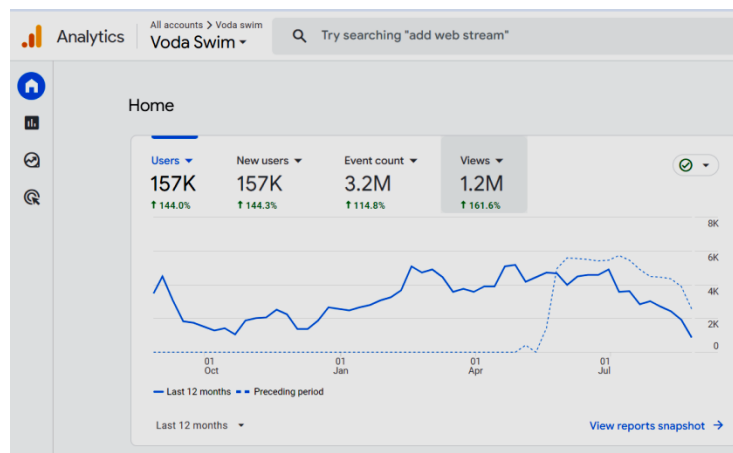 Analytics
All accounts > Voda swim
Voda Swim
Try searching "add web stream"
Home
Users
157K
↑ 144.0%
New users
157K
↑ 144.3%
Event count
3.2M
↑ 114.8%
Views
1.2M
↑ 161.6%
8K
6K
4K
2K
0
01
Oct
01
Jan
01
Apr
01
Jul
Last 12 months
Preceding period
Last 12 months
View reports snapshot →